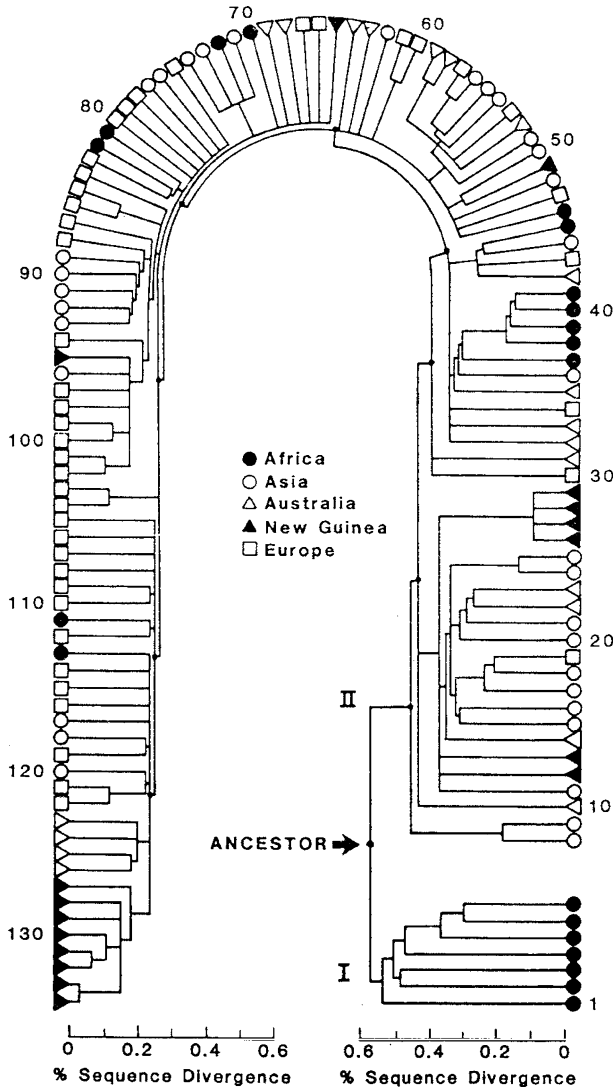 70
60
80
50
90
40
Africa
Asia
Australia
New Guinea
Europe
100
30
110
20
II
120
10
ANCESTOR
130
I
1
0 0.2 0.4 0.6
0.6 0.4 0.2 0
% Sequence Divergence
% Sequence Divergence